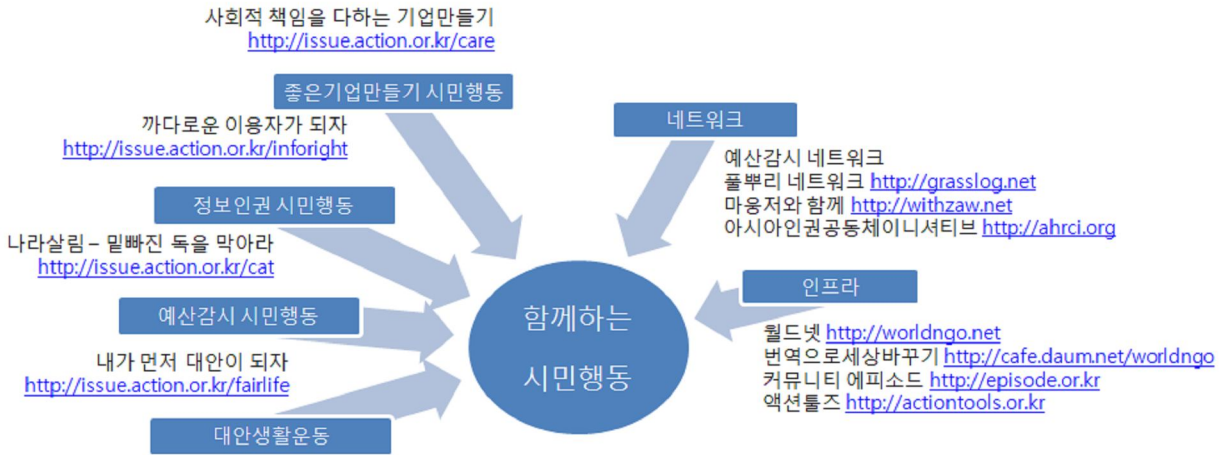 사회적 책임을 다하는 기업만들기
http://issue.action.or.kr/care
좋은기업만들기 시민행동
까다로운 이용자가 되자
http://issue.action.or.kr/inforight
정보인권 시민행동
나라살림 – 밑빠진 독을 막아라
http://issue.action.or.kr/cat
예산감시 시민행동
내가 먼저 대안이 되자
http://issue.action.or.kr/fairlife
대안생활운동
함께하는
시민행동
네트워크
예산감시 네트워크
풀뿌리 네트워크 http://grasslog.net
마웅저와 함께 http://withzaw.net
아시아인권공동체이니셔티브 http://ahrci.org
인프라
월드넷 http://worldngo.net
번역으로세상바꾸기 http://cafe.daum.net/worldngo
커뮤니티 에피소드 http://episode.or.kr
액션툴즈 http://actiontools.or.kr